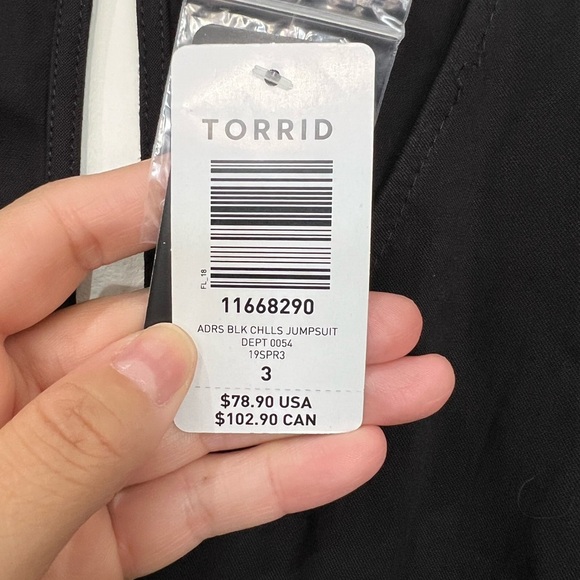 TORRID
FL_18
11668290
ADRS BLK CHLLS JUMPSUIT
DEPT 0054
19SPR3
3
$78.90 USA
$102.90 CAN